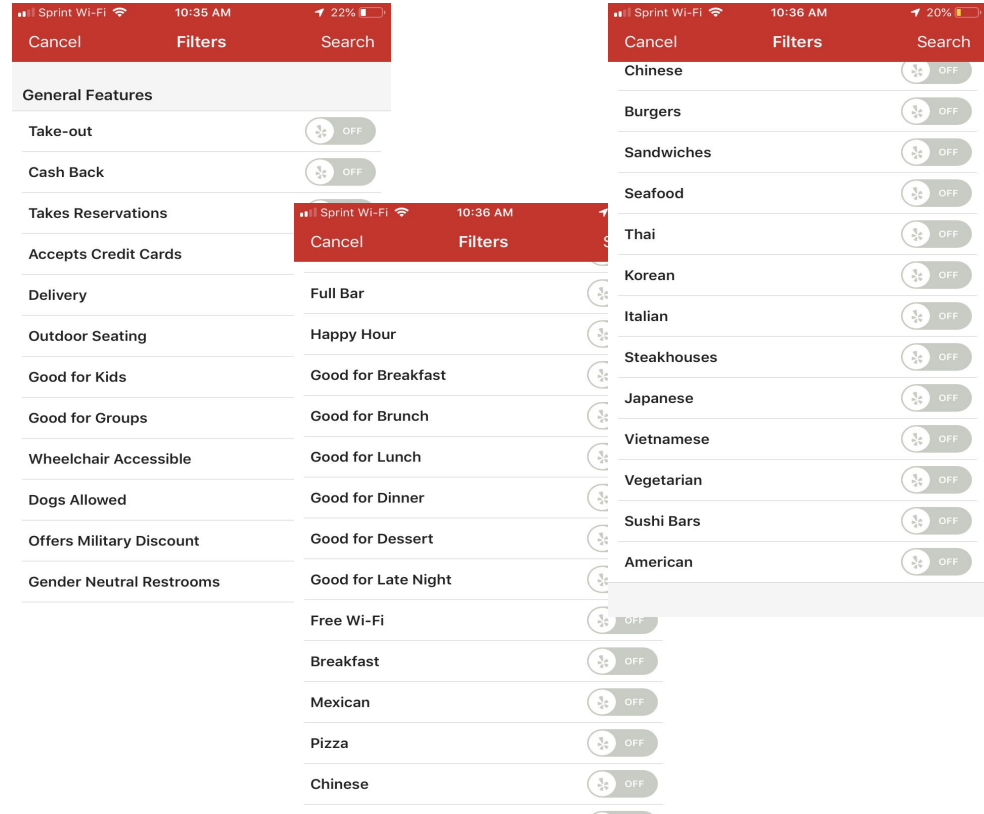 Sprint Wi-Fi 10:35 AM 22%
Cancel Filters Search
General Features
Take-out OFF
Cash Back OFF
Takes Reservations
Accepts Credit Cards
Delivery
Outdoor Seating
Good for Kids
Good for Groups
Wheelchair Accessible
Dogs Allowed
Offers Military Discount
Gender Neutral Restrooms
Sprint Wi-Fi 10:36 AM
Cancel Filters
Full Bar
Happy Hour
Good for Breakfast
Good for Brunch
Good for Lunch
Good for Dinner
Good for Dessert
Good for Late Night
Free Wi-Fi OFF
Breakfast OFF
Mexican OFF
Pizza OFF
Chinese OFF
Sprint Wi-Fi 10:36 AM 20%
Cancel Filters Search
Chinese OFF
Burgers OFF
Sandwiches OFF
Seafood OFF
Thai OFF
Korean OFF
Italian OFF
Steakhouses OFF
Japanese OFF
Vietnamese OFF
Vegetarian OFF
Sushi Bars OFF
American OFF